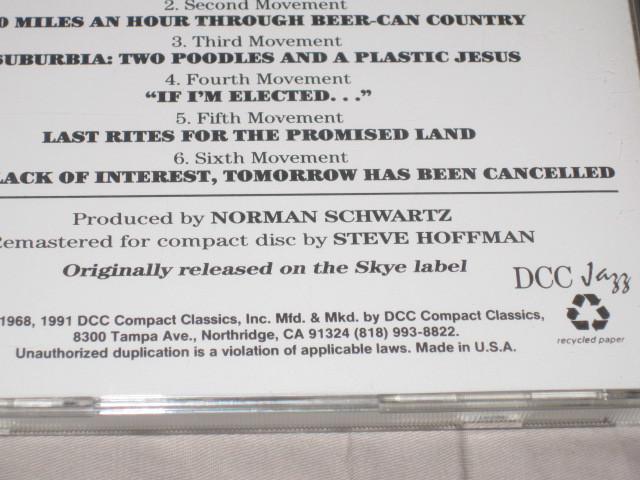 2. Second Movement
0 MILES AN HOUR THROUGH BEER-CAN COUNTRY
3. Third Movement
SUBURBIA: TWO POODLES AND A PLASTIC JESUS
4. Fourth Movement
“IF I’M ELECTED. . .”
5. Fifth Movement
LAST RITES FOR THE PROMISED LAND
6. Sixth Movement
LACK OF INTEREST, TOMORROW HAS BEEN CANCELLED
Produced by NORMAN SCHWARTZ
emastered for compact disc by STEVE HOFFMAN
Originally released on the Skye label
DCC Jazz
1968, 1991 DCC Compact Classics, Inc. Mfd. & Mkd. by DCC Compact Classics,
8300 Tampa Ave., Northridge, CA 91324 (818) 993-8822.
Unauthorized duplication is a violation of applicable laws. Made in U.S.A.
recycled paper